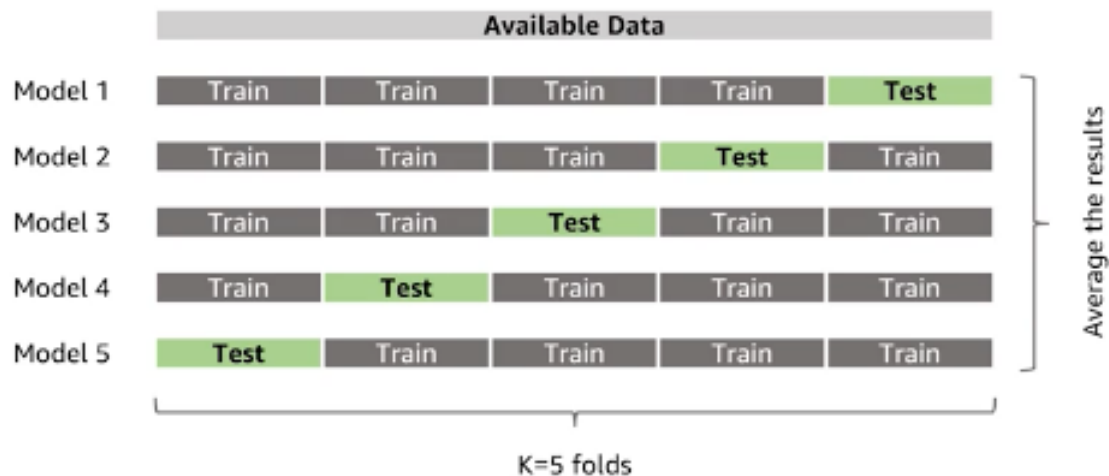 Available Data
Model 1 Train Train Train Train Test
Model 2 Train Train Train Test Train
Model 3 Train Train Test Train Train
Model 4 Train Test Train Train Train
Model 5 Test Train Train Train Train
Average the results
K=5 folds